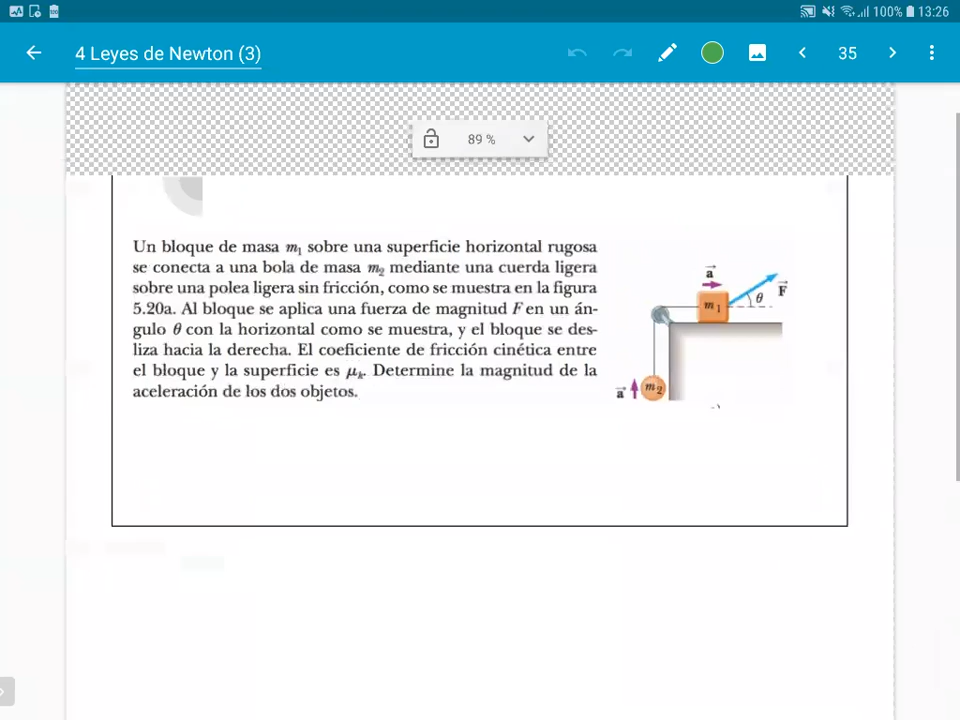 100% 13:26
4 Leyes de Newton (3)
35
89 %
Un bloque de masa m₁ sobre una superficie horizontal rugosa
se conecta a una bola de masa m₂ mediante una cuerda ligera
sobre una polea ligera sin fricción, como se muestra en la figura
5.20a. Al bloque se aplica una fuerza de magnitud F en un án-
gulo θ con la horizontal como se muestra, y el bloque se des-
liza hacia la derecha. El coeficiente de fricción cinética entre
el bloque y la superficie es μₖ. Determine la magnitud de la
aceleración de los dos objetos.
a
F
θ
m₁
a
m₂